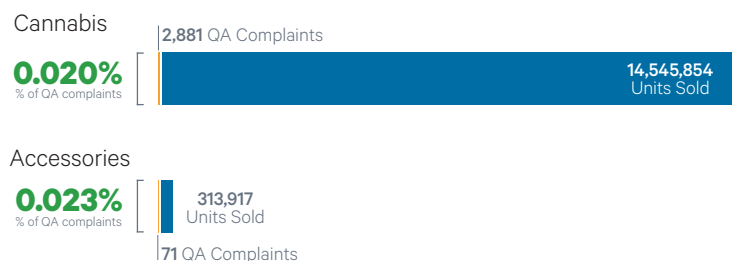 Cannabis
2,881 QA Complaints
0.020%
% of QA complaints
14,545,854
Units Sold
Accessories
0.023%
% of QA complaints
313,917
Units Sold
71 QA Complaints